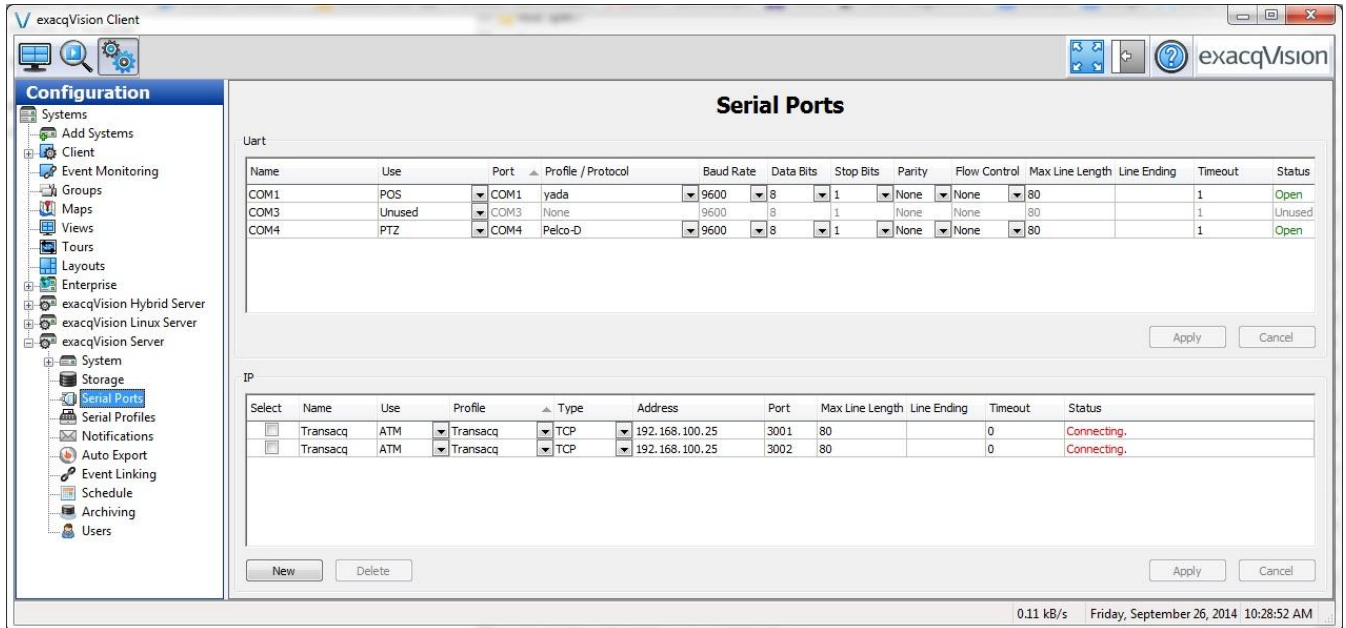 exacqVision Client
exacqVision
Configuration
Systems
Add Systems
Client
Event Monitoring
Groups
Maps
Views
Tours
Layouts
Enterprise
exacqVision Hybrid Server
exacqVision Linux Server
exacqVision Server
System
Storage
Serial Ports
Serial Profiles
Notifications
Auto Export
Event Linking
Schedule
Archiving
Users
Serial Ports
Uart
Name Use Port Profile / Protocol Baud Rate Data Bits Stop Bits Parity Flow Control Max Line Length Line Ending Timeout Status
COM1 POS COM1 yada 9600 8 1 None None 80 1 Open
COM3 Unused COM3 None 9600 8 1 None None 80 1 Unused
COM4 PTZ COM4 Pelco-D 9600 8 1 None None 80 1 Open
Apply Cancel
IP
Select Name Use Profile Type Address Port Max Line Length Line Ending Timeout Status
Transacq ATM Transacq TCP 192.168.100.25 3001 80 0 Connecting.
Transacq ATM Transacq TCP 192.168.100.25 3002 80 0 Connecting.
New Delete Apply Cancel
0.11 kB/s Friday, September 26, 2014 10:28:52 AM